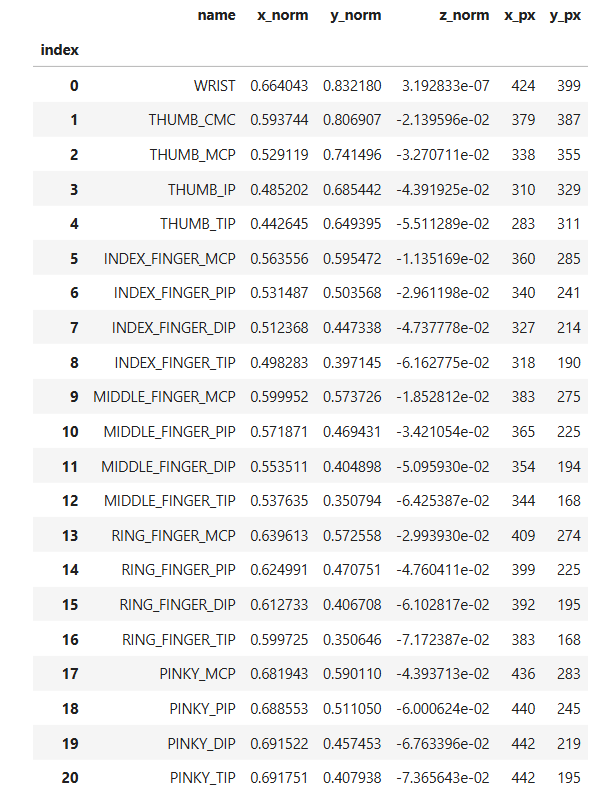 name x_norm y_norm z_norm x_px y_px
index
0 WRIST 0.664043 0.832180 3.192833e-07 424 399
1 THUMB_CMC 0.593744 0.806907 -2.139596e-02 379 387
2 THUMB_MCP 0.529119 0.741496 -3.270711e-02 338 355
3 THUMB_IP 0.485202 0.685442 -4.391925e-02 310 329
4 THUMB_TIP 0.442645 0.649395 -5.511289e-02 283 311
5 INDEX_FINGER_MCP 0.563556 0.595472 -1.135169e-02 360 285
6 INDEX_FINGER_PIP 0.531487 0.503568 -2.961198e-02 340 241
7 INDEX_FINGER_DIP 0.512368 0.447338 -4.737778e-02 327 214
8 INDEX_FINGER_TIP 0.498283 0.397145 -6.162775e-02 318 190
9 MIDDLE_FINGER_MCP 0.599952 0.573726 -1.852812e-02 383 275
10 MIDDLE_FINGER_PIP 0.571871 0.469431 -3.421054e-02 365 225
11 MIDDLE_FINGER_DIP 0.553511 0.404898 -5.095930e-02 354 194
12 MIDDLE_FINGER_TIP 0.537635 0.350794 -6.425387e-02 344 168
13 RING_FINGER_MCP 0.639613 0.572558 -2.993930e-02 409 274
14 RING_FINGER_PIP 0.624991 0.470751 -4.760411e-02 399 225
15 RING_FINGER_DIP 0.612733 0.406708 -6.102817e-02 392 195
16 RING_FINGER_TIP 0.599725 0.350646 -7.172387e-02 383 168
17 PINKY_MCP 0.681943 0.590110 -4.393713e-02 436 283
18 PINKY_PIP 0.688553 0.511050 -6.000624e-02 440 245
19 PINKY_DIP 0.691522 0.457453 -6.763396e-02 442 219
20 PINKY_TIP 0.691751 0.407938 -7.365643e-02 442 195